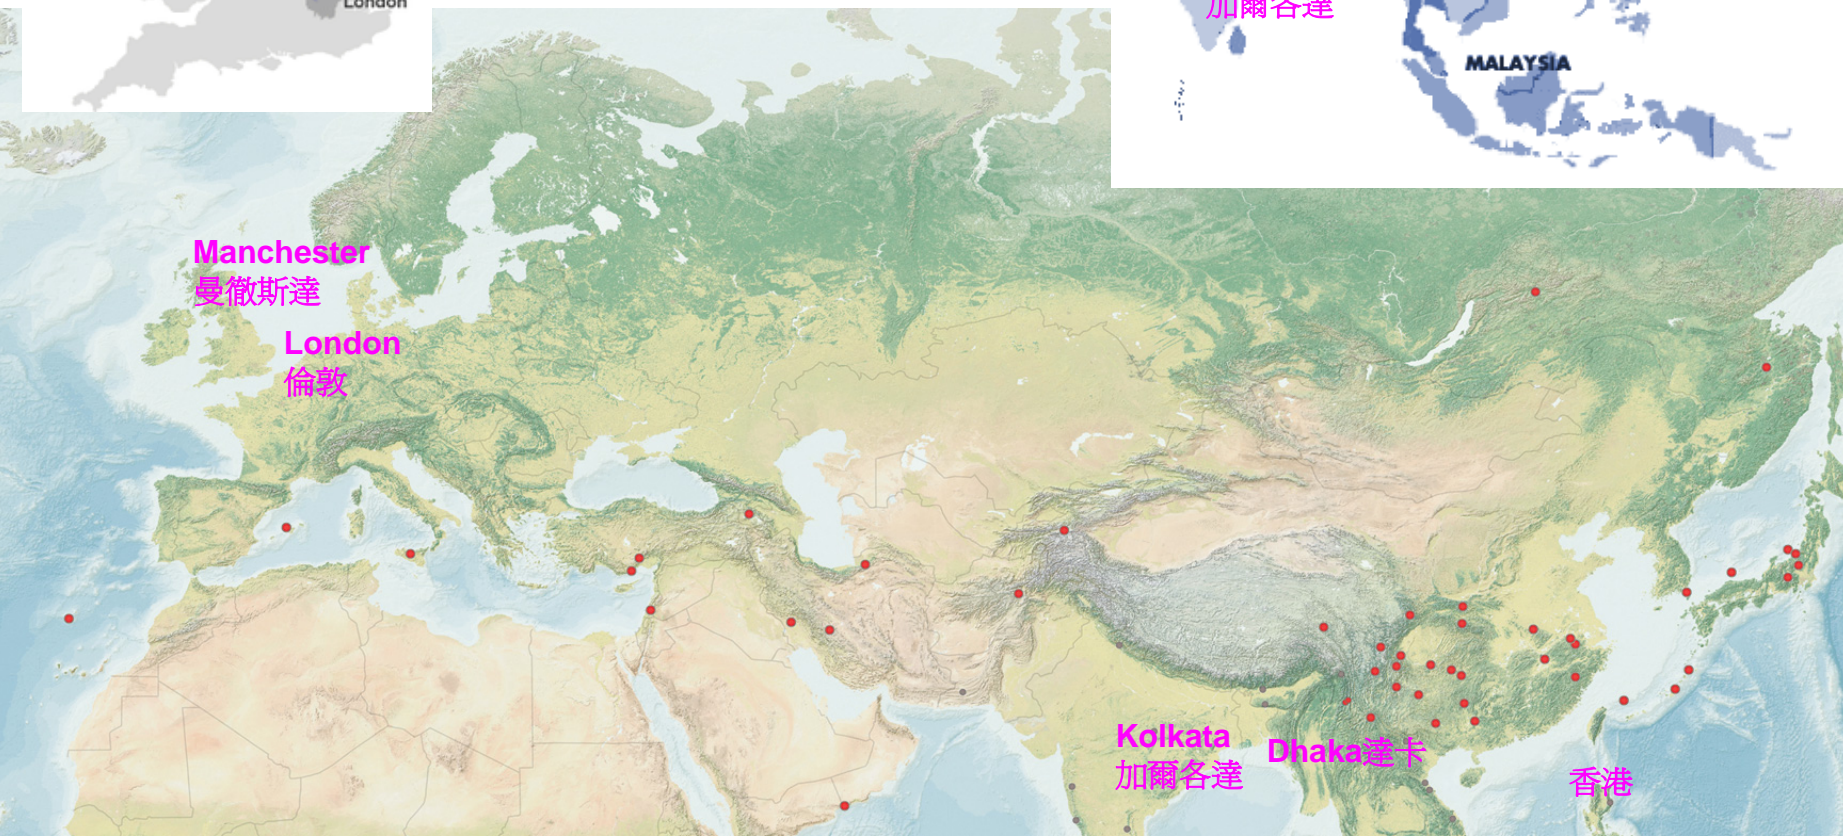 London
加爾各達
MALAYSIA
Manchester
曼徹斯達
London
倫敦
Kolkata
加爾各達
Dhaka達卡
香港